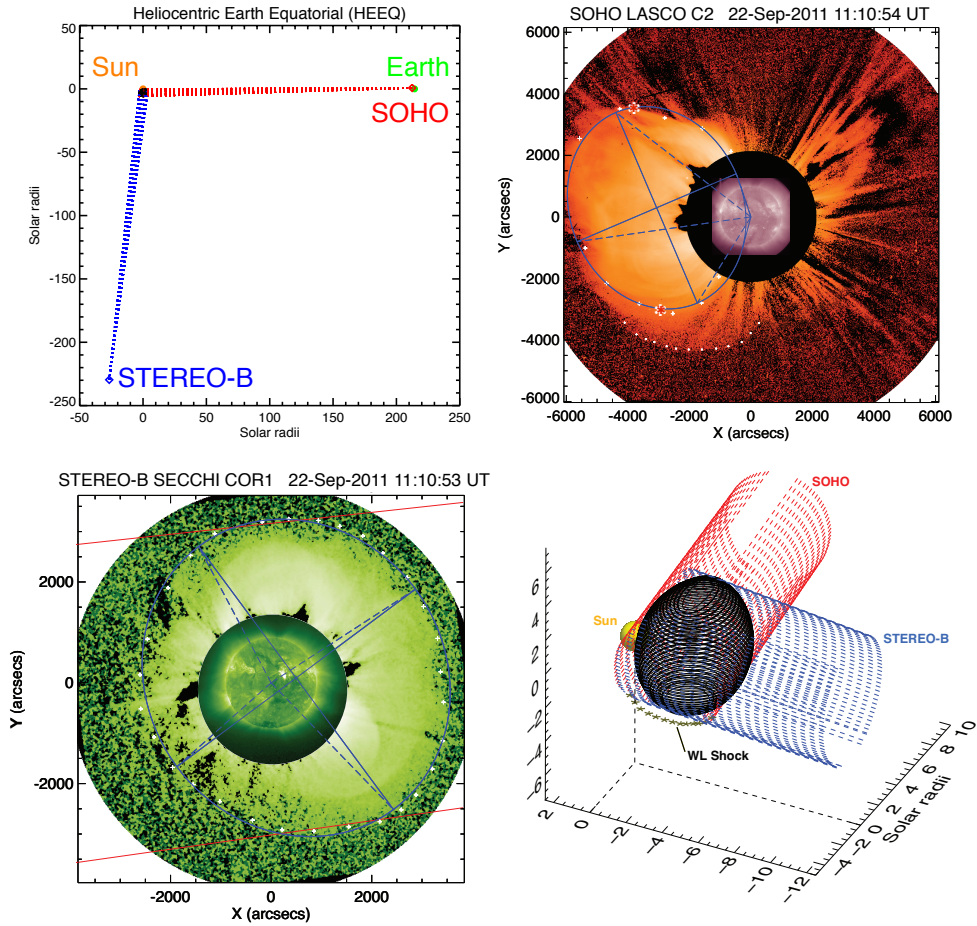 Heliocentric Earth Equatorial (HEEQ)
50
0
-50
-100
-150
-200
-250
Solar radii
Sun
Earth
SOHO
STEREO-B
-50 0 50 100 150 200 250
Solar radii
SOHO LASCO C2 22-Sep-2011 11:10:54 UT
6000
4000
2000
0
-2000
-4000
-6000
Y (arcsecs)
-6000 -4000 -2000 0 2000 4000 6000
X (arcsecs)
STEREO-B SECCHI COR1 22-Sep-2011 11:10:53 UT
2000
0
-2000
Y (arcsecs)
-2000 0 2000
X (arcsecs)
SOHO
Sun
STEREO-B
WL Shock
6
4
2
0
-2
-4
-6
2 0 -2 -4 -6 -8 -10 -12
-4 -2 0 2 4 6 8 10
Solar radii